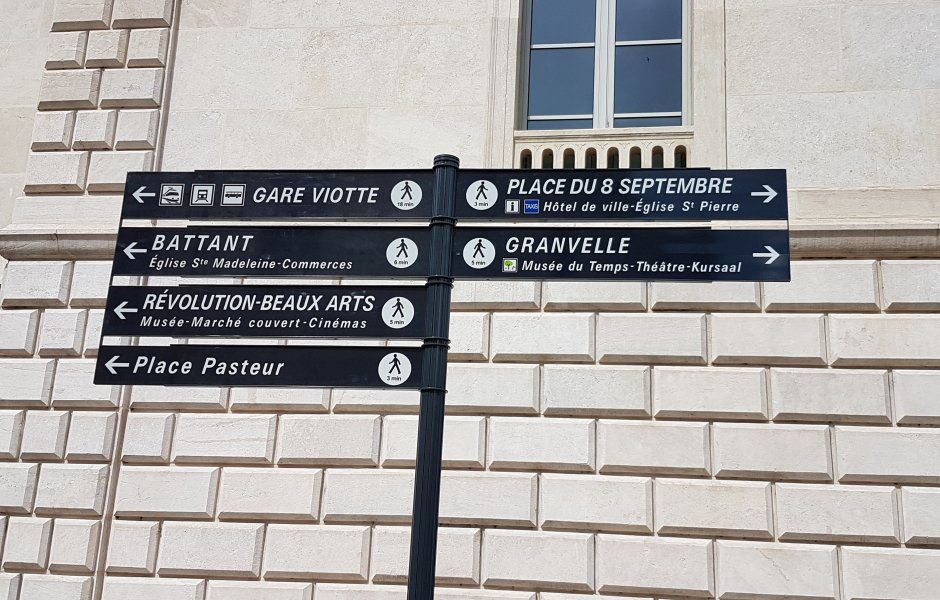 GARE VIOTTE
18 min
BATTANT
Église Ste Madeleine-Commerces
6 min
RÉVOLUTION-BEAUX ARTS
Musée-Marché couvert-Cinémas
5 min
Place Pasteur
3 min
PLACE DU 8 SEPTEMBRE
i TAXIS Hôtel de ville-Église St Pierre
3 min
GRANVELLE
Musée du Temps-Théâtre-Kursaal
5 min